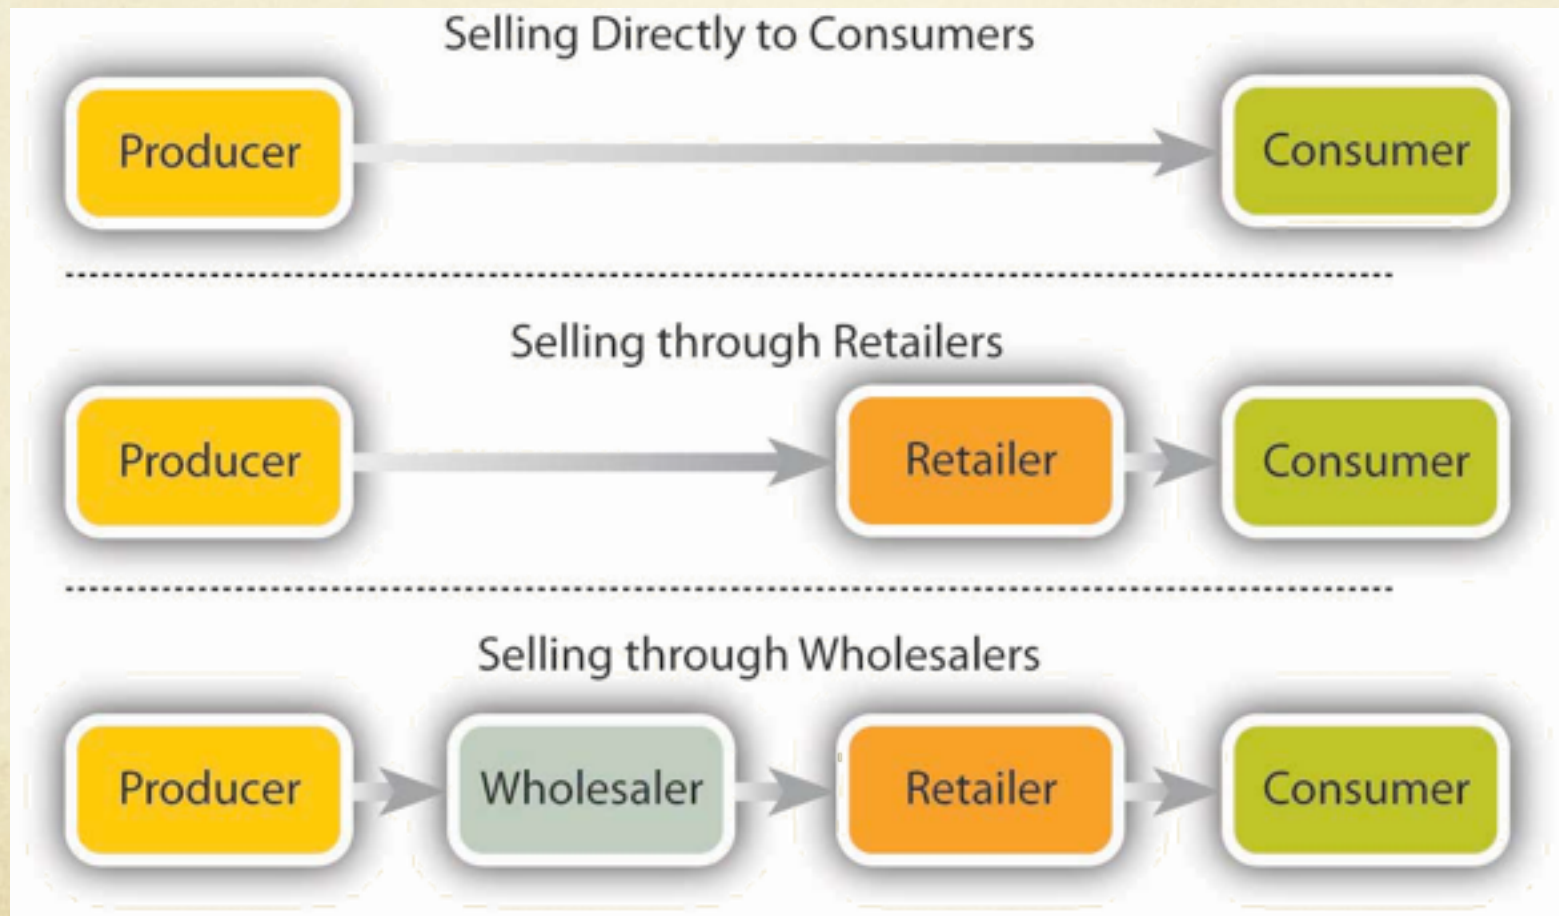 Selling Directly to Consumers
Producer
Consumer
Selling through Retailers
Producer
Retailer
Consumer
Selling through Wholesalers
Producer
Wholesaler
Retailer
Consumer